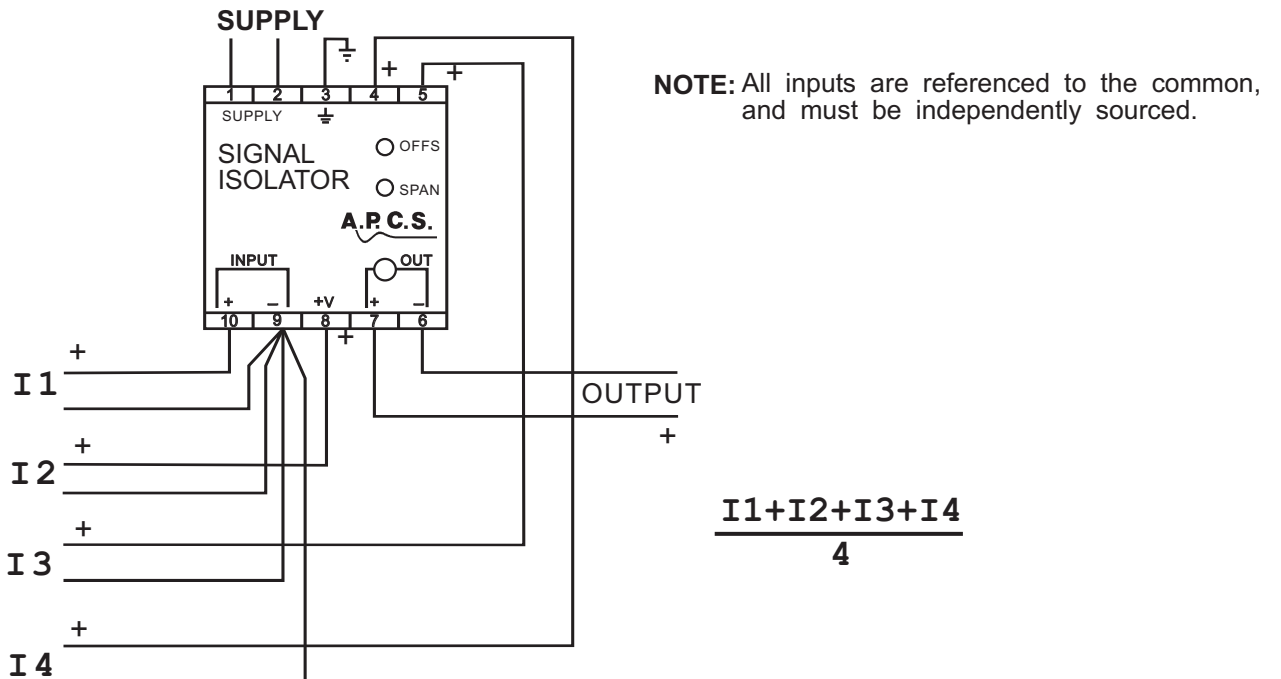 SUPPLY
+ +
1 2 3 4 5
SUPPLY
SIGNAL
ISOLATOR
OFFS
SPAN
A.P.C.S.
INPUT
OUT
+ – +V + –
10 9 8 7 6
+
NOTE: All inputs are referenced to the common,
and must be independently sourced.
+
I1
+
I2
+
I3
+
I4
OUTPUT
+
I1+I2+I3+I4
4